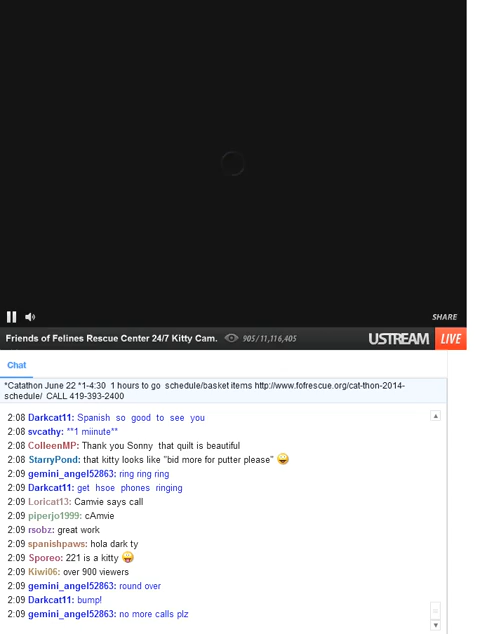 SHARE
Friends of Felines Rescue Center 24/7 Kitty Cam. 905/11,116,405 USTREAM LIVE
Chat
*Catathon June 22 *1-4:30 1 hours to go schedule/basket items http://www.fofrescue.org/cat-thon-2014-
schedule/ CALL 419-393-2400
2:08 Darkcat11: Spanish so good to see you
2:08 svcathy: **1 miinute**
2:08 ColleenMP: Thank you Sonny that quilt is beautiful
2:08 StarryPond: that kitty looks like "bid more for putter please"
2:09 gemini_angel52863: ring ring ring
2:09 Darkcat11: get hsoe phones ringing
2:09 Loricat13: Camvie says call
2:09 piperjo1999: cAmvie
2:09 rsobz: great work
2:09 spanishpaws: hola dark ty
2:09 Sporeo: 221 is a kitty
2:09 Kiwi06: over 900 viewers
2:09 gemini_angel52863: round over
2:09 Darkcat11: bump!
2:09 gemini_angel52863: no more calls plz